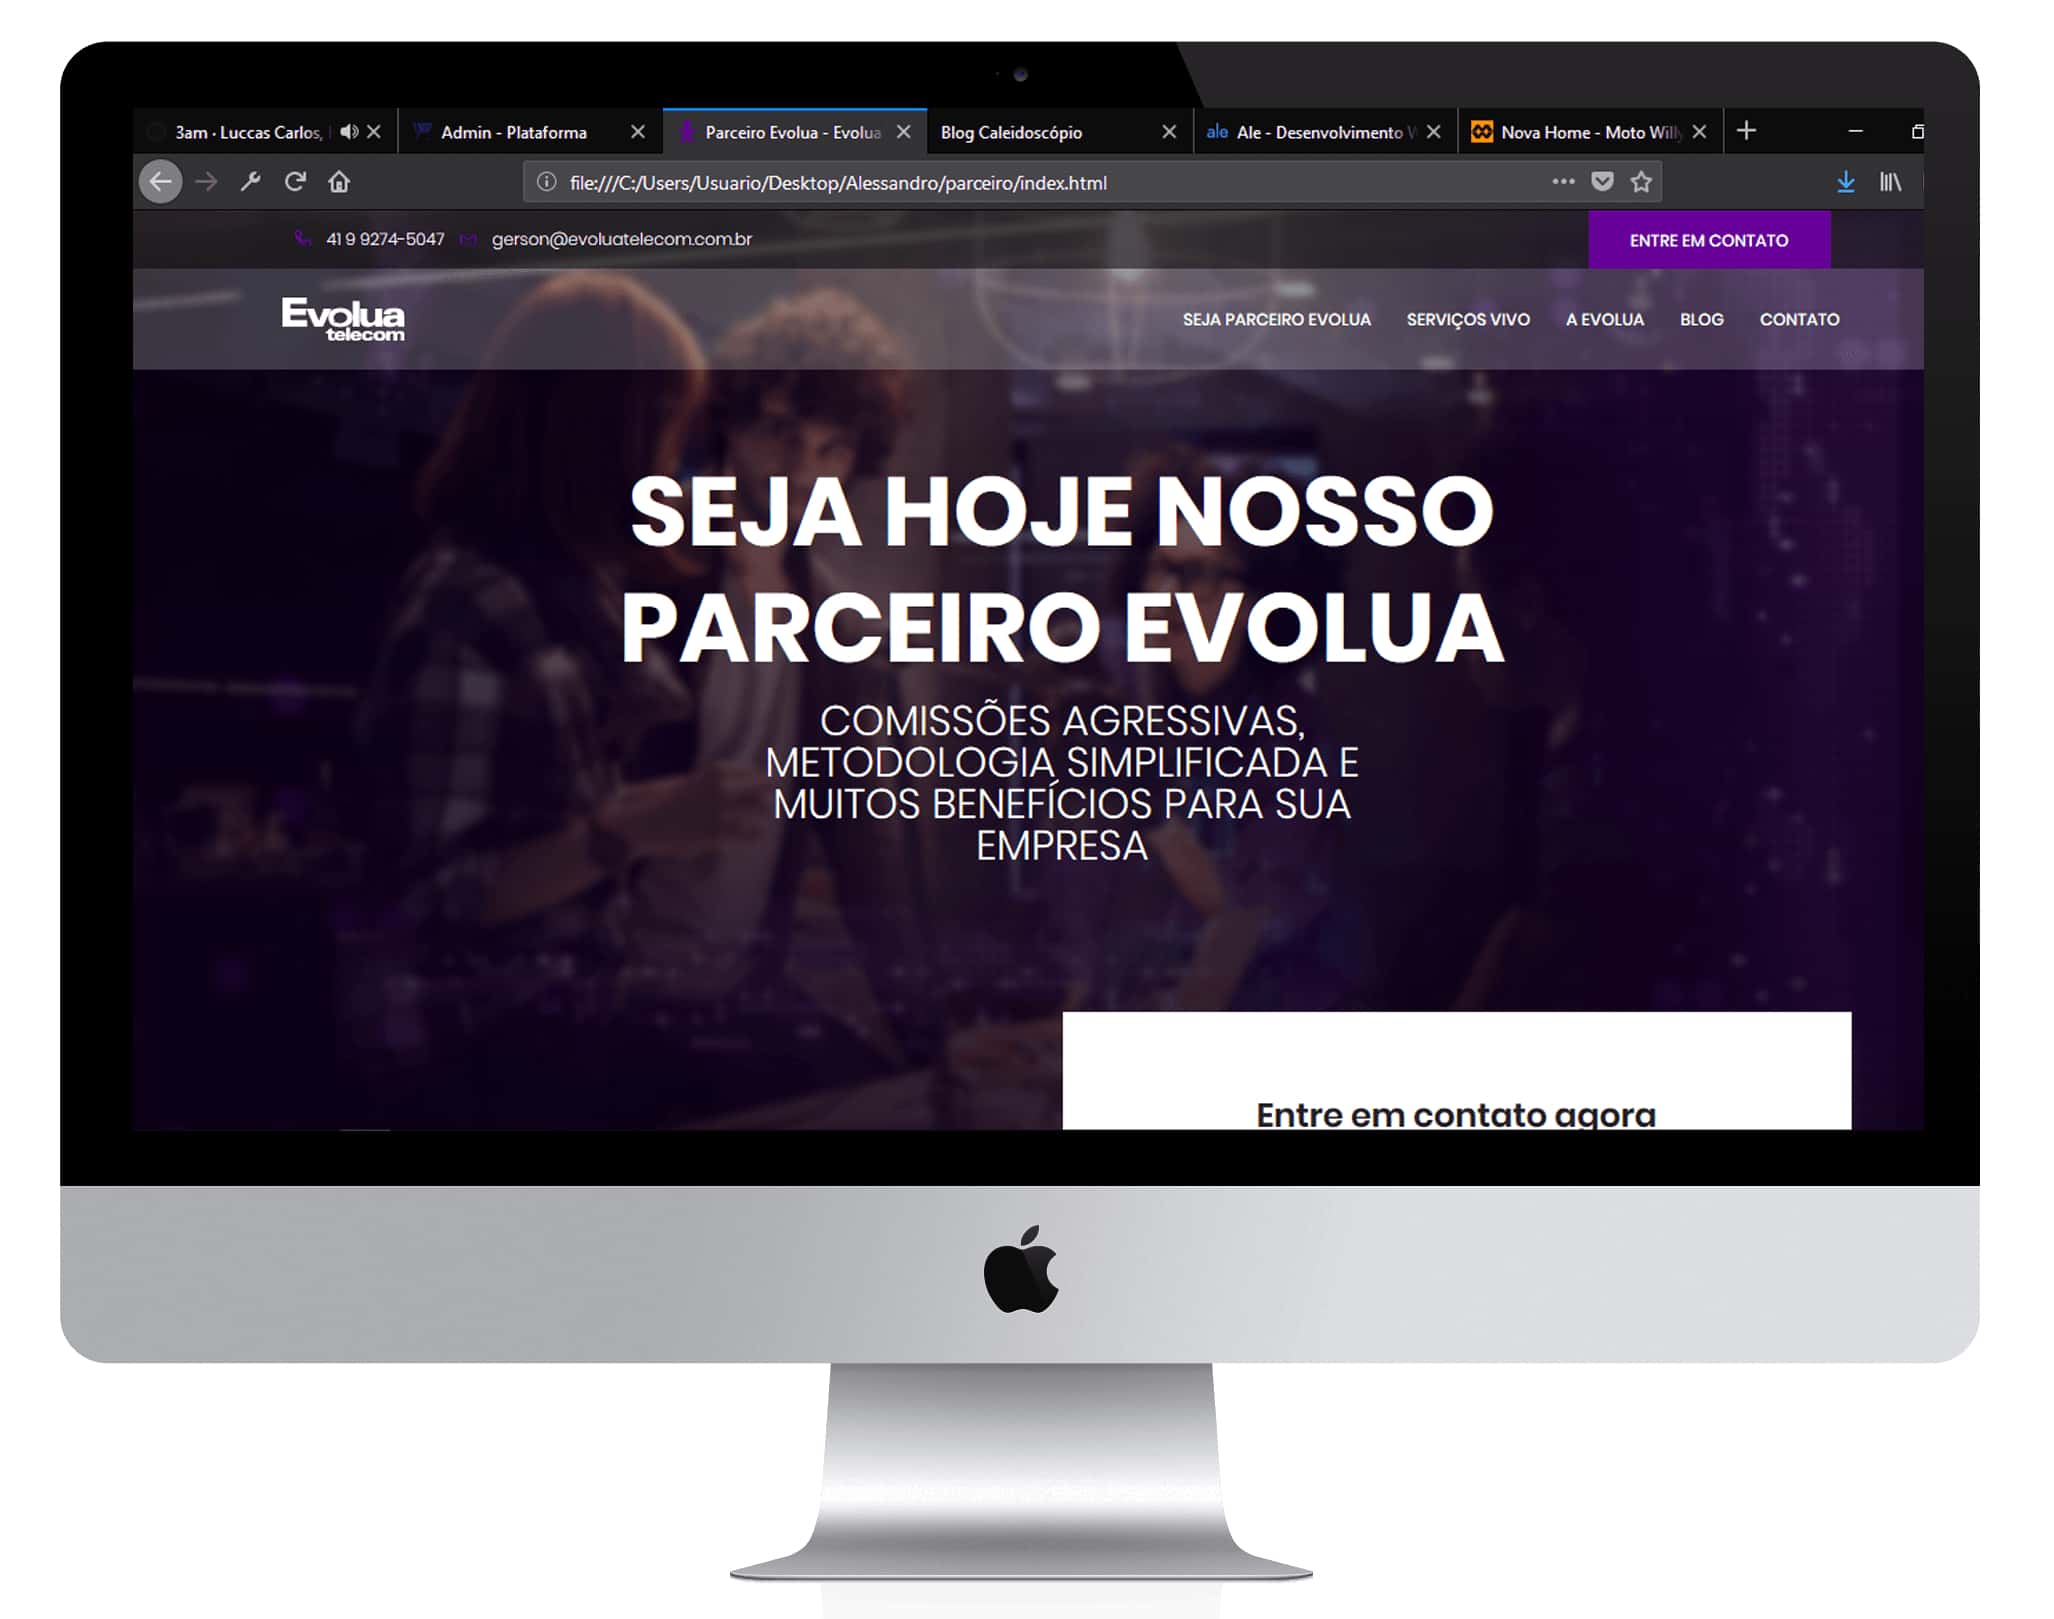 3am · Luccas Carlos,
Admin - Plataforma
Parceiro Evolua - Evolua
Blog Caleidoscópio
ale Ale - Desenvolvimento
Nova Home - Moto Willy
file:///C:/Users/Usuario/Desktop/Alessandro/parceiro/index.html
41 9 9274-5047
gerson@evoluatelecom.com.br
ENTRE EM CONTATO
Evolua
telecom
SEJA PARCEIRO EVOLUA
SERVIÇOS VIVO
A EVOLUA
BLOG
CONTATO
SEJA HOJE NOSSO
PARCEIRO EVOLUA
COMISSÕES AGRESSIVAS,
METODOLOGIA SIMPLIFICADA E
MUITOS BENEFÍCIOS PARA SUA
EMPRESA
Entre em contato agora